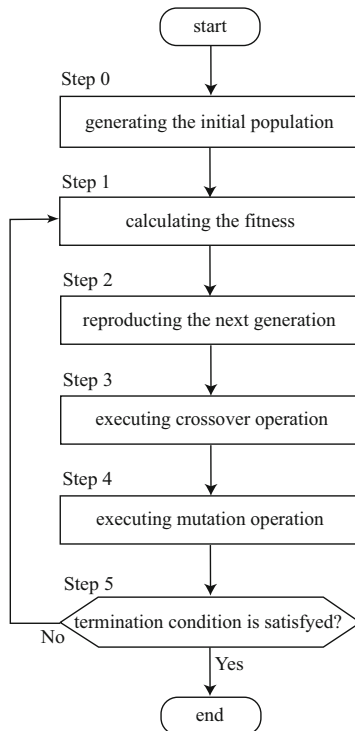 start
Step 0
generating the initial population
Step 1
calculating the fitness
Step 2
reproducting the next generation
Step 3
executing crossover operation
Step 4
executing mutation operation
Step 5
termination condition is satisfyed?
No
Yes
end